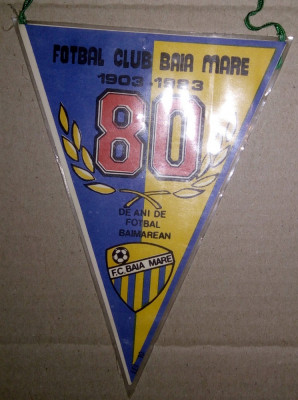 FOTBAL CLUB BAIA MARE
1903-1983
80
DE ANI DE
FOTBAL
BAIMAREAN
F.C. BAIA MARE